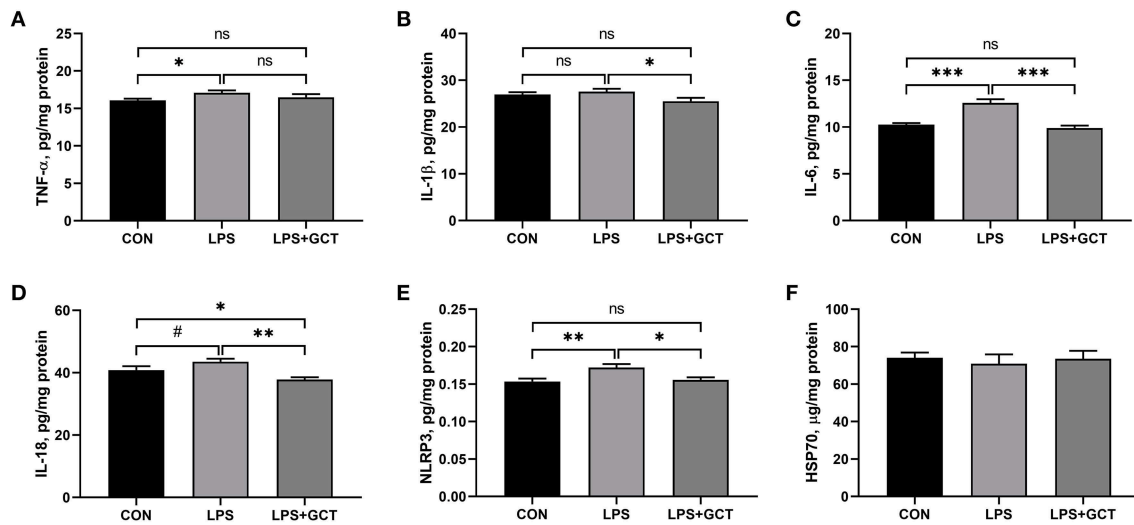 A
TNF-α, pg/mg protein
25
20
15
10
5
0
ns
*
ns
CON LPS LPS+GCT
B
IL-1β, pg/mg protein
40
30
20
10
0
ns
ns
*
CON LPS LPS+GCT
C
IL-6, pg/mg protein
20
15
10
5
0
ns
***
***
CON LPS LPS+GCT
D
IL-18, pg/mg protein
60
40
20
0
*
#
**
CON LPS LPS+GCT
E
NLRP3, pg/mg protein
0.25
0.20
0.15
0.10
0.05
0.00
ns
**
*
CON LPS LPS+GCT
F
HSP70, μg/mg protein
100
80
60
40
20
0
CON LPS LPS+GCT